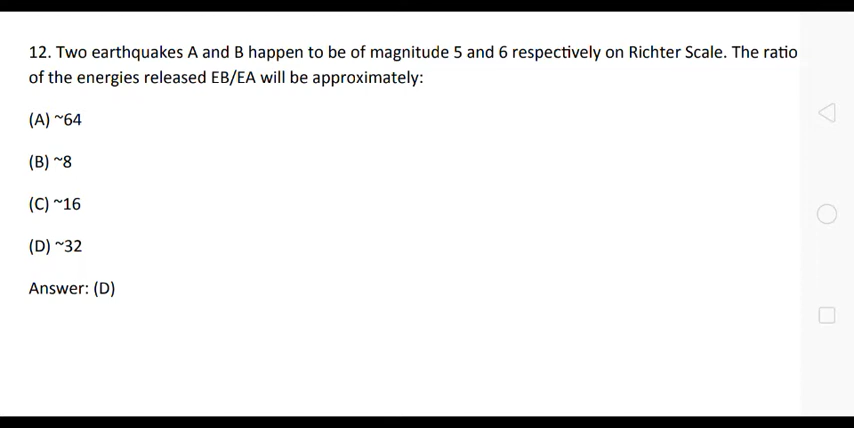 12. Two earthquakes A and B happen to be of magnitude 5 and 6 respectively on Richter Scale. The ratio
of the energies released EB/EA will be approximately:
(A) ~64
(B) ~8
(C) ~16
(D) ~32
Answer: (D)